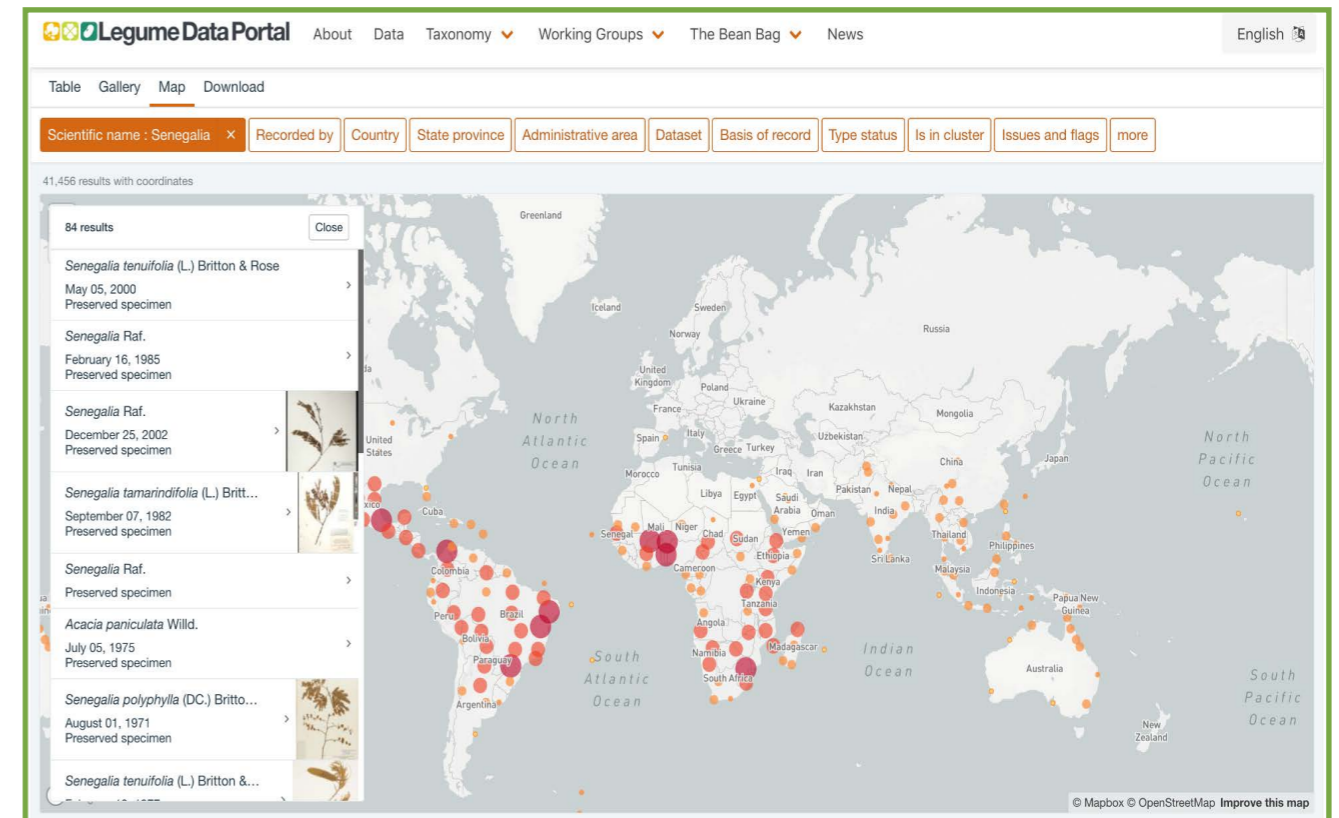 Legume Data Portal About Data Taxonomy Working Groups The Bean Bag News English
Table Gallery Map Download
Scientific name : Senegalia × Recorded by Country State province Administrative area Dataset Basis of record Type status Is in cluster Issues and flags more
41,456 results with coordinates
84 results Close
Senegalia tenuifolia (L.) Britton & Rose
May 05, 2000
Preserved specimen
Senegalia Raf.
February 16, 1985
Preserved specimen
Senegalia Raf.
December 25, 2002
Preserved specimen
Senegalia tamarindifolia (L.) Britt...
September 07, 1982
Preserved specimen
Senegalia Raf.
Preserved specimen
Acacia paniculata Willd.
July 05, 1975
Preserved specimen
Senegalia polyphylla (DC.) Britto...
August 01, 1971
Preserved specimen
Senegalia tenuifolia (L.) Britton &...
Greenland
Iceland
Sweden
Norway
Russia
United
Kingdom
Poland
Ukraine
France
Kazakhstan
Mongolia
North
Atlantic
Ocean
Spain
Italy
Greece
Turkey
Uzbekistan
United
States
China
Japan
North
Pacific
Ocean
Morocco
Tunisia
Iraq
Iran
Libya
Egypt
Saudi
Arabia
Pakistan
Nepal
Oman
India
Cuba
Senegal
Mali
Niger
Chad
Sudan
Yemen
Thailand
Philippines
Ethiopia
Sri Lanka
Colombia
Cameroon
Malaysia
Kenya
Indonesia
Papua New
Guinea
Tanzania
Peru
Brazil
Angola
Bolivia
Namibia
Madagascar
Indian
Ocean
Paraguay
South
Atlantic
Ocean
South Africa
Australia
South
Pacific
Ocean
Argentina
New
Zealand
© Mapbox © OpenStreetMap Improve this map